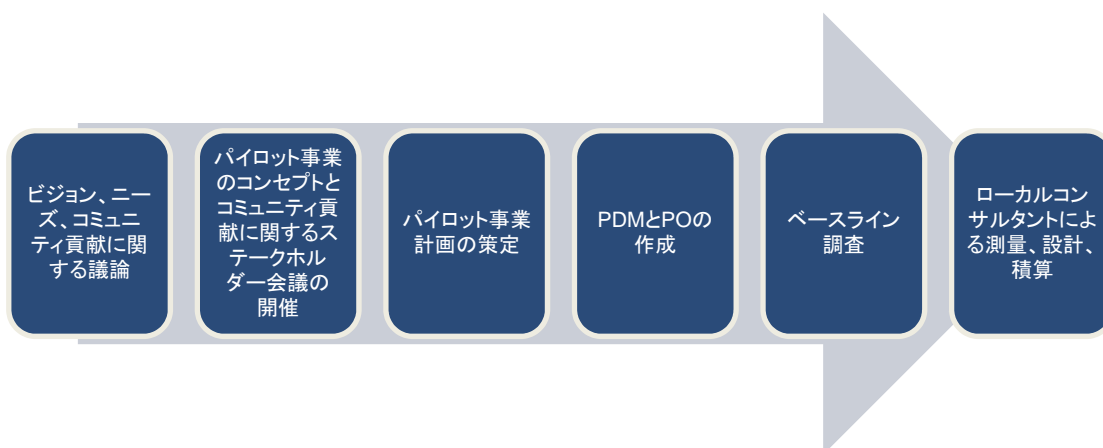 ビジョン、ニー
ズ、コミュニ
ティ貢献に関
する議論
パイロット事業
のコンセプトと
コミュニティ貢
献に関するス
テークホル
ダー会議の
開催
パイロット事業
計画の策定
PDMとPOの
作成
ベースライン
調査
ローカルコン
サルタントによ
る測量、設計、
積算